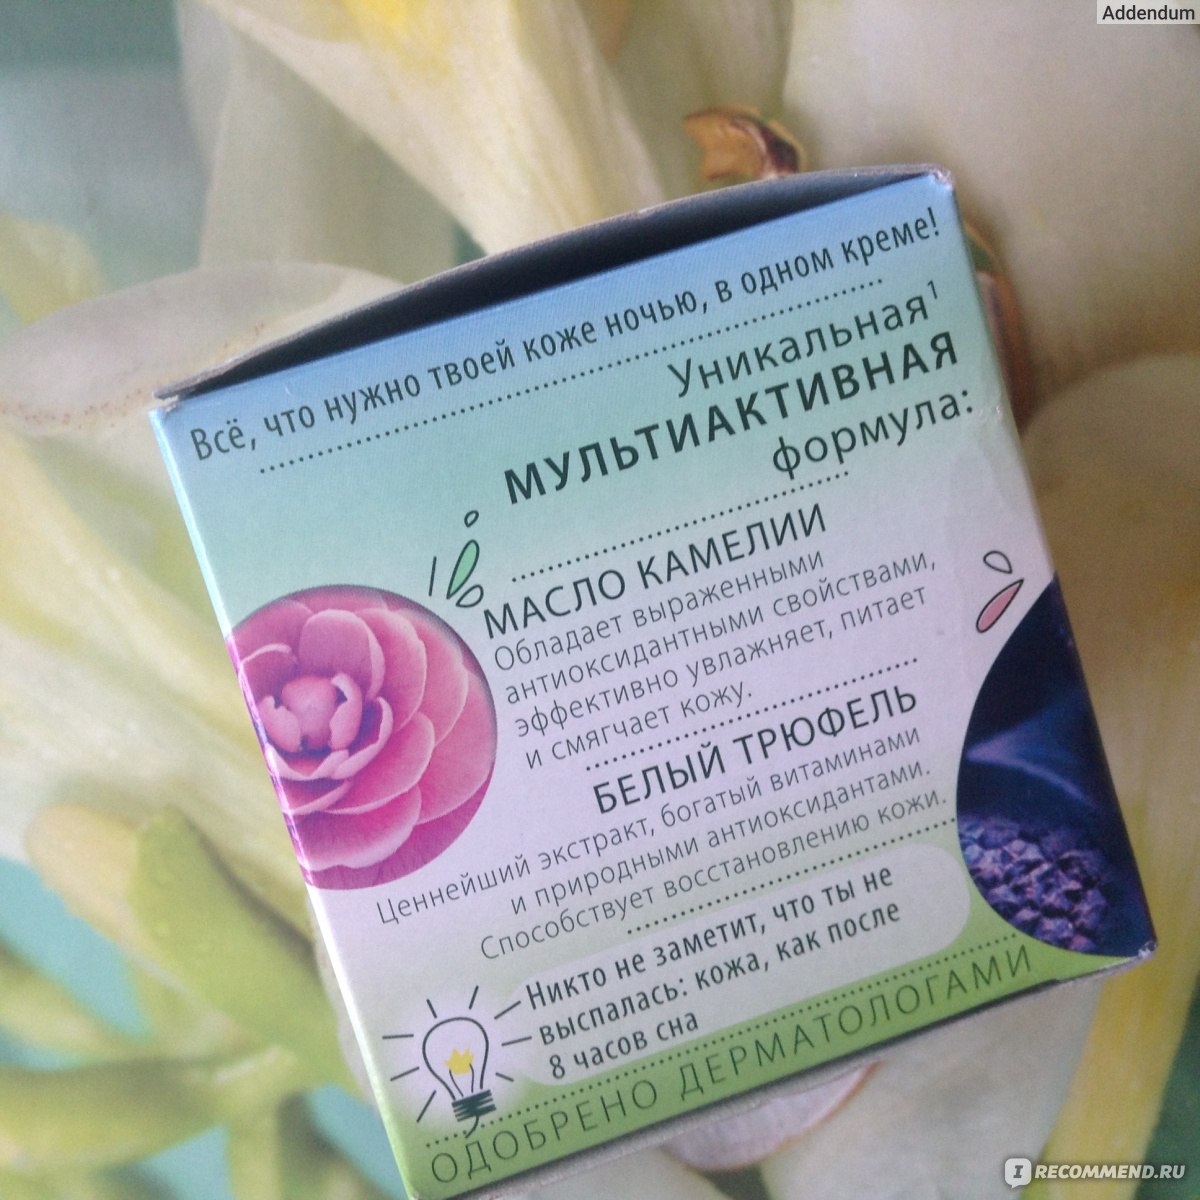 Addendum
Всё, что нужно твоей коже ночью, в одном креме!
Уникальная¹
МУЛЬТИАКТИВНАЯ
формула:
МАСЛО КАМЕЛИИ
Обладает выраженными
антиоксидантными свойствами,
эффективно увлажняет, питает
и смягчает кожу.
БЕЛЫЙ ТРЮФЕЛЬ
Ценнейший экстракт, богатый витаминами
и природными антиоксидантами.
Способствует восстановлению кожи.
Никто не заметит, что ты не
выспалась: кожа, как после
8 часов сна
ОДОБРЕНО ДЕРМАТОЛОГАМИ
IRECOMMEND.RU